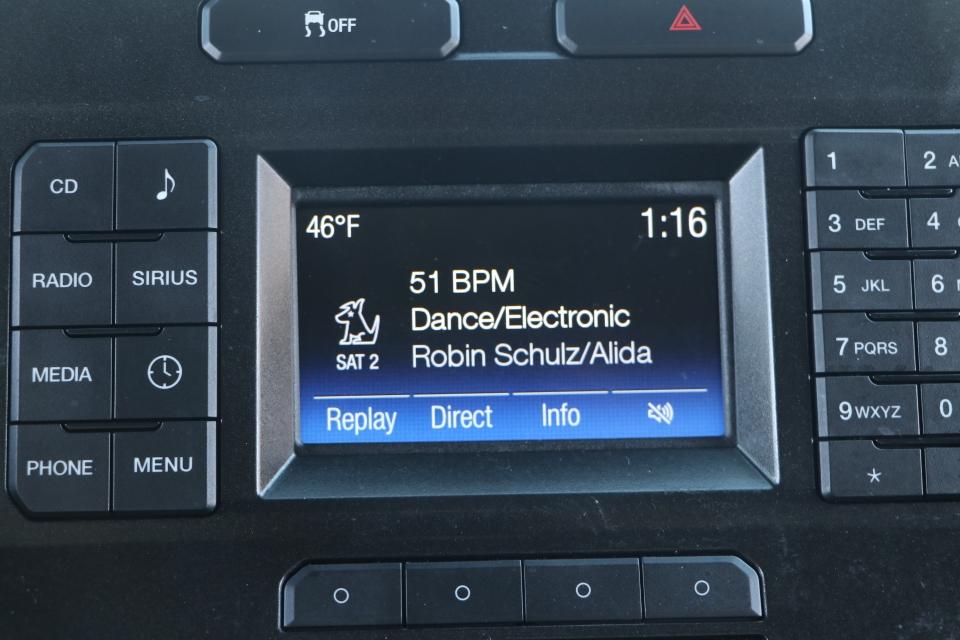 OFF
CD
RADIO
SIRIUS
MEDIA
PHONE
MENU
46°F
1:16
51 BPM
Dance/Electronic
Robin Schulz/Alida
SAT 2
Replay Direct Info
1
2
3 DEF
4
5 JKL
6
7 PQRS
8
9 WXYZ
0
*